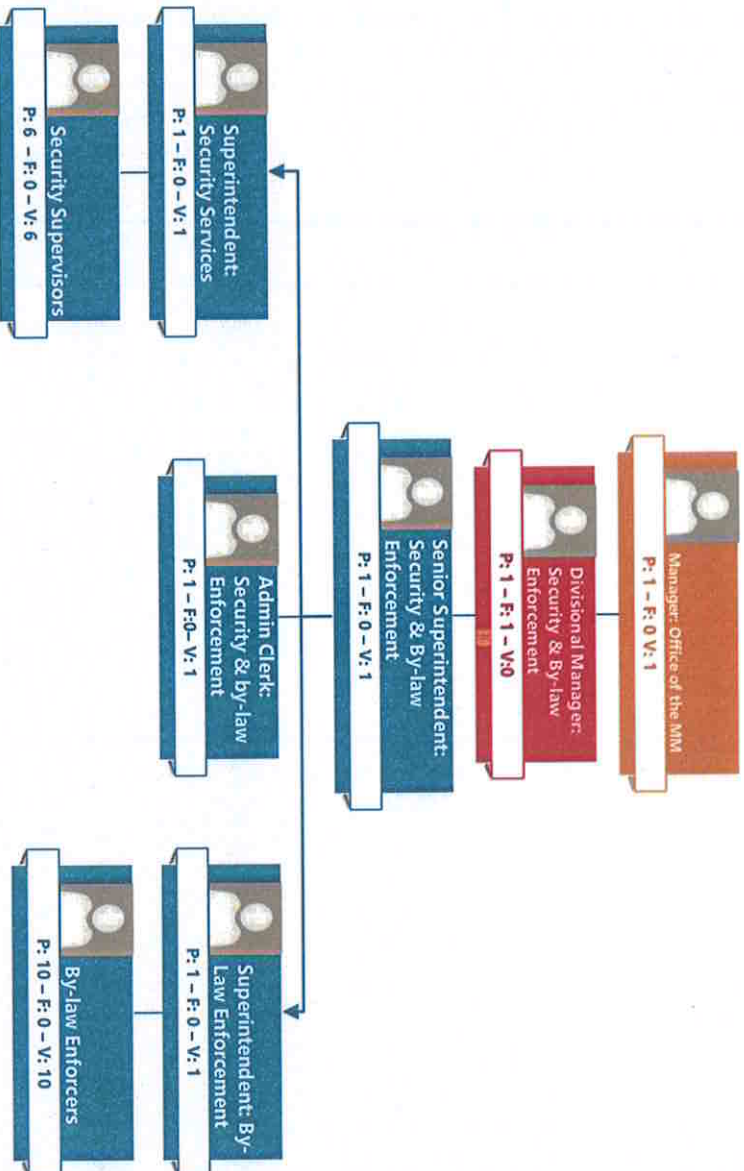 Manager: Office of the MM
P: 1 – F: 0 V: 1
Divisional Manager:
Security & By-law
Enforcement
P: 1 – F: 1 – V:0
Senior Superintendent:
Security & By-law
Enforcement
P: 1 – F: 0 – V: 1
Superintendent:
Security Services
P: 1 – F: 0 – V: 1
Security Supervisors
P: 6 – F: 0 – V: 6
Admin Clerk:
Security & by-law
Enforcement
P: 1 – F:0– V: 1
Superintendent: By-
Law Enforcement
P: 1 – F: 0 – V: 1
By-law Enforcers
P: 10 – F: 0 – V: 10